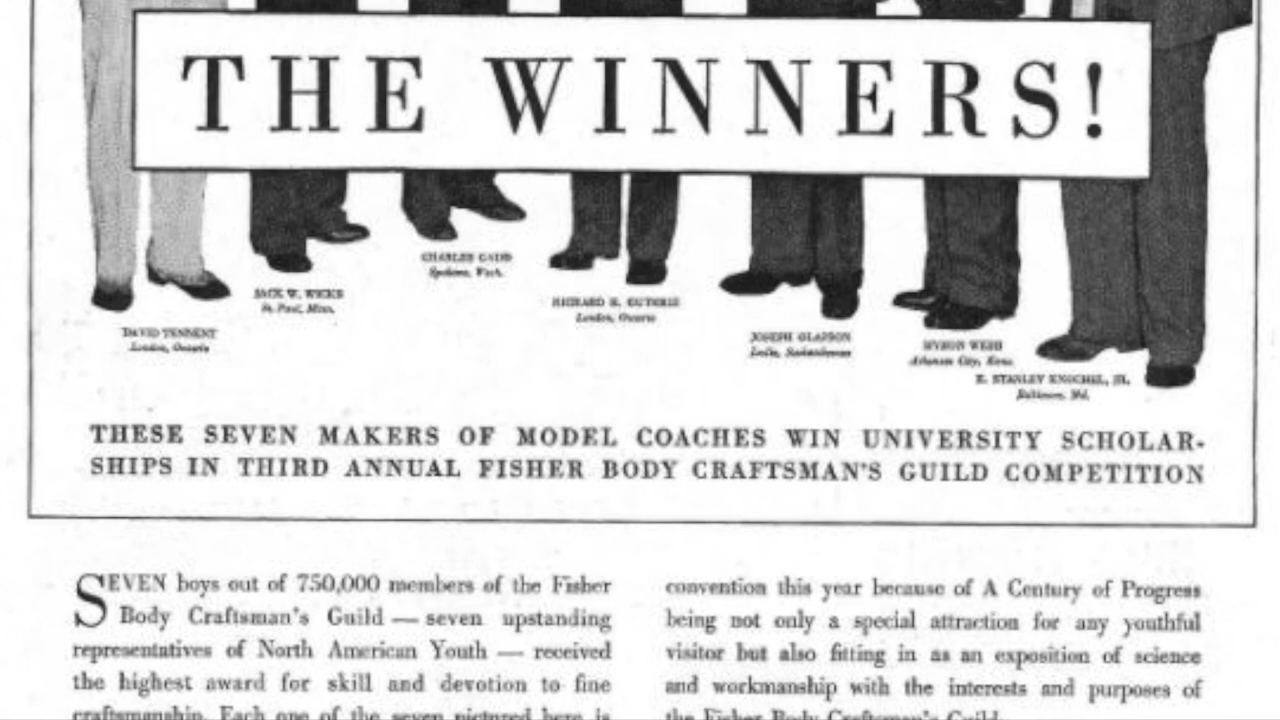 THE WINNERS!
CHARLES GADD
Spokane, Wash.
JACK W. WICKS
St. Paul, Minn.
RICHARD H. GUTHRIE
London, Ontario
DAVID TENNENT
London, Ontario
JOSEPH
Saskatchewan
MYRON WEBB
Arkansas City, Kans.
E. STANLEY KNOCHEL, JR.
Baltimore, Md.
THESE SEVEN MAKERS OF MODEL COACHES WIN UNIVERSITY SCHOLAR-
SHIPS IN THIRD ANNUAL FISHER BODY CRAFTSMAN'S GUILD COMPETITION
SEVEN boys out of 750,000 members of the Fisher
Body Craftsman's Guild — seven upstanding
representatives of North American Youth — received
the highest award for skill and devotion to fine
craftsmanship. Each one of the seven pictured here is
convention this year because of A Century of Progress
being not only a special attraction for any youthful
visitor but also fitting in as an exposition of science
and workmanship with the interests and purposes of
the Fisher Body Craftsman's Guild.